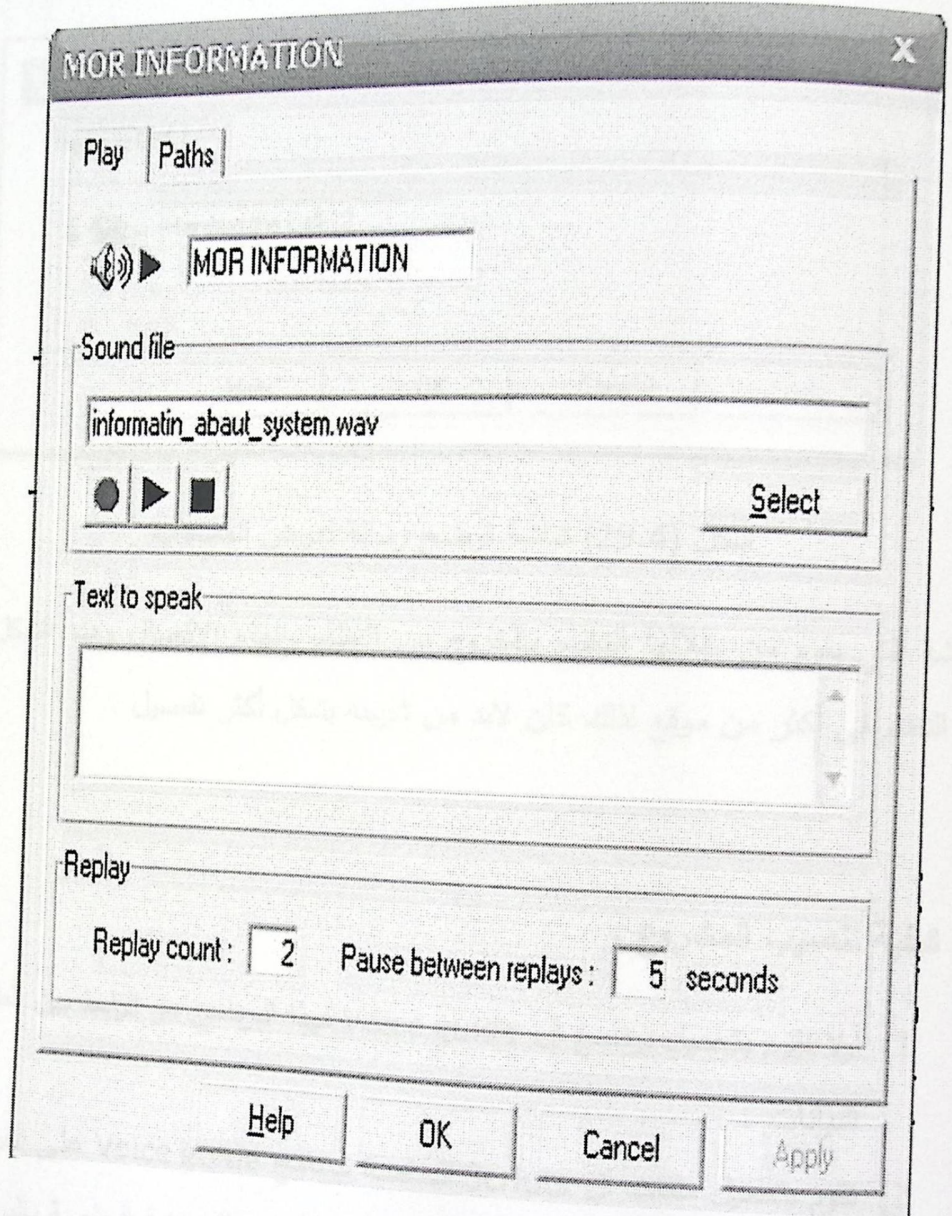 MOR INFORMATION X
Play Paths
MOR INFORMATION
Sound file
informatin_abaut_system.wav
Select
Text to speak
Replay
Replay count : 2 Pause between replays : 5 seconds
Help OK Cancel Apply